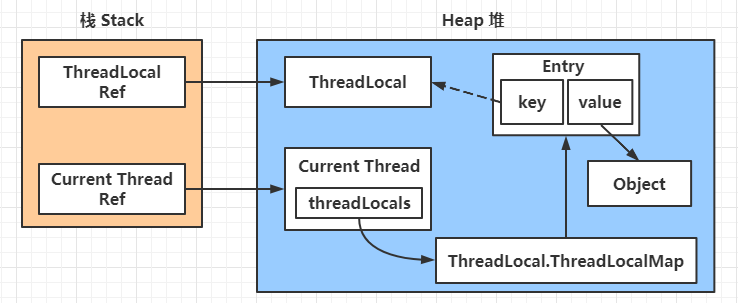 栈 Stack
Heap 堆
ThreadLocal
Ref
ThreadLocal
Entry
key
value
Current Thread
Ref
Current Thread
threadLocals
Object
ThreadLocal.ThreadLocalMap